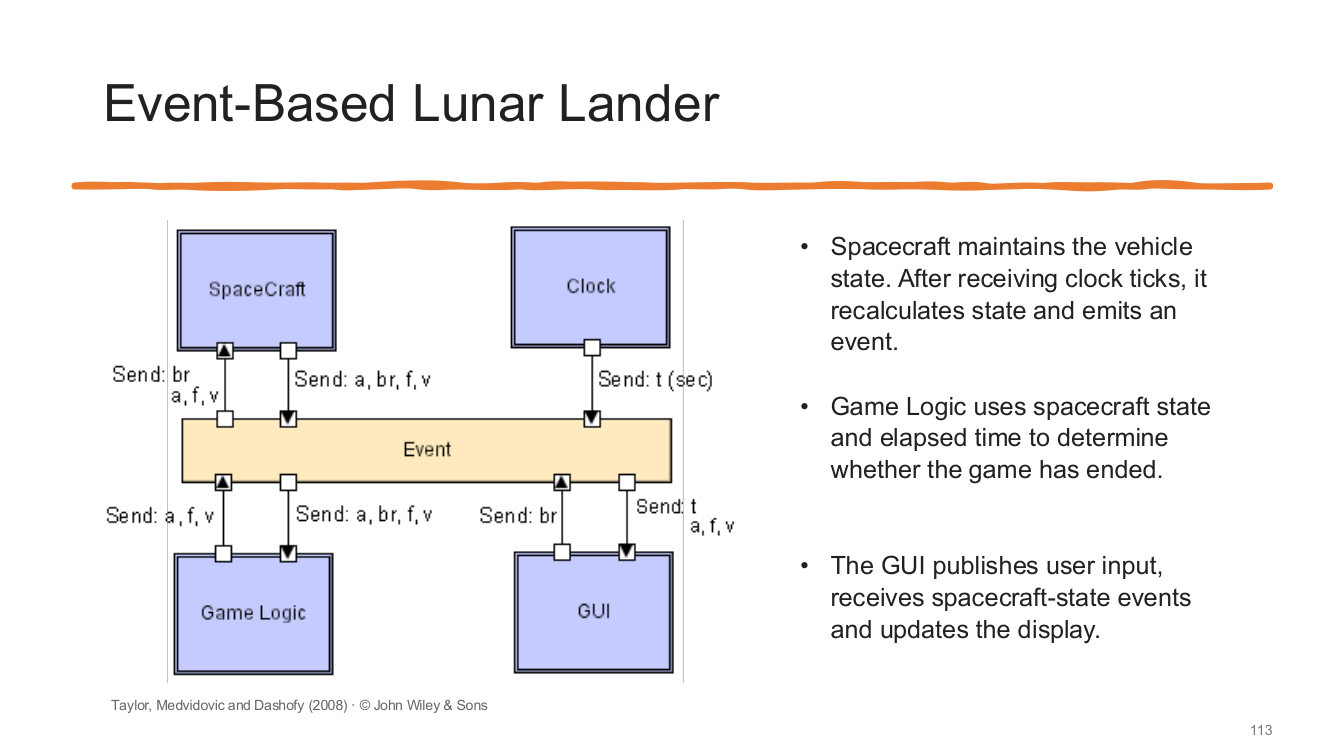 Event-Based Lunar Lander
SpaceCraft
Clock
Send: br
a, f, v
Send: a, br, f, v
Send: t (sec)
Event
Send: a, f, v
Send: a, br, f, v
Send: br
Send: t
a, f, v
Game Logic
GUI
• Spacecraft maintains the vehicle
state. After receiving clock ticks, it
recalculates state and emits an
event.
• Game Logic uses spacecraft state
and elapsed time to determine
whether the game has ended.
• The GUI publishes user input,
receives spacecraft-state events
and updates the display.
Taylor, Medvidovic and Dashofy (2008) · © John Wiley & Sons
113